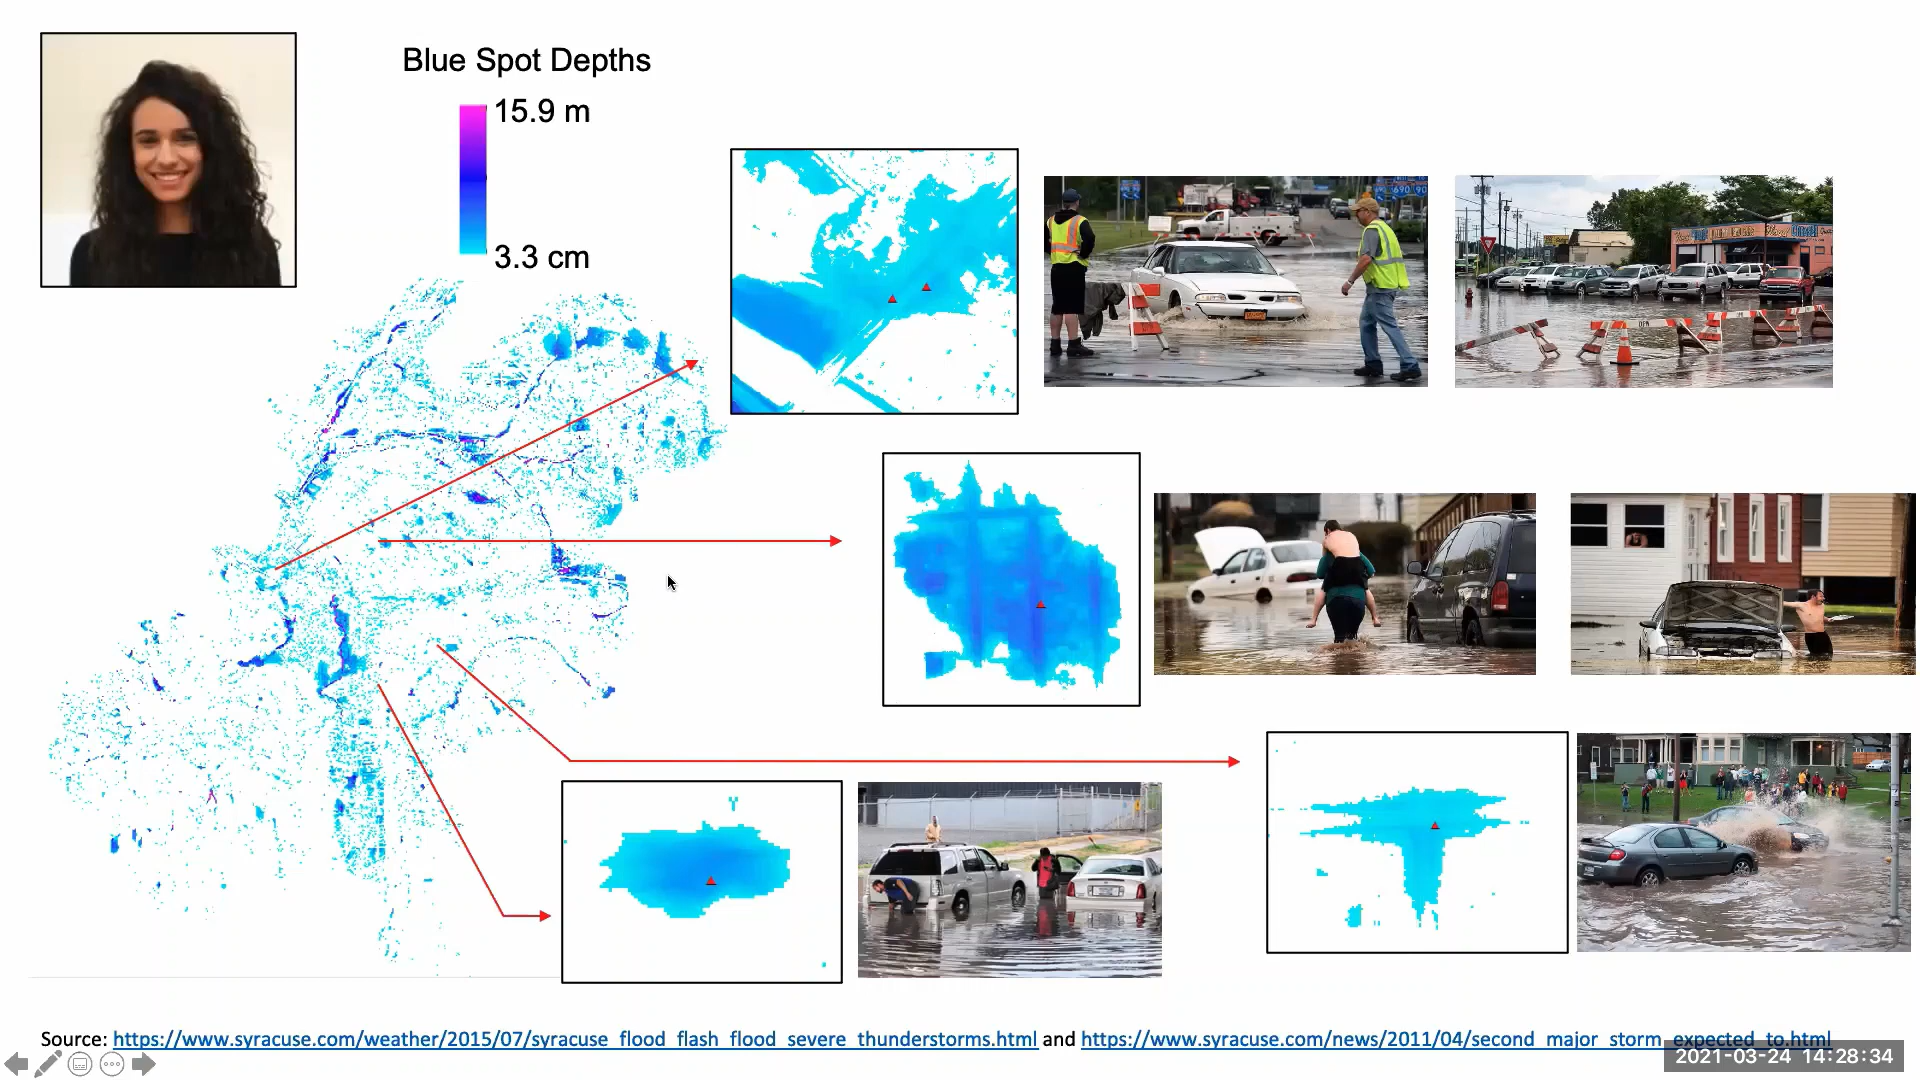 Blue Spot Depths
15.9 m
3.3 cm
690
Source: https://www.syracuse.com/weather/2015/07/syracuse_flood_flash_flood_severe_thunderstorms.html and https://www.syracuse.com/news/2011/04/second_major_storm_expected_to.html
2021-03-24 14:28:34